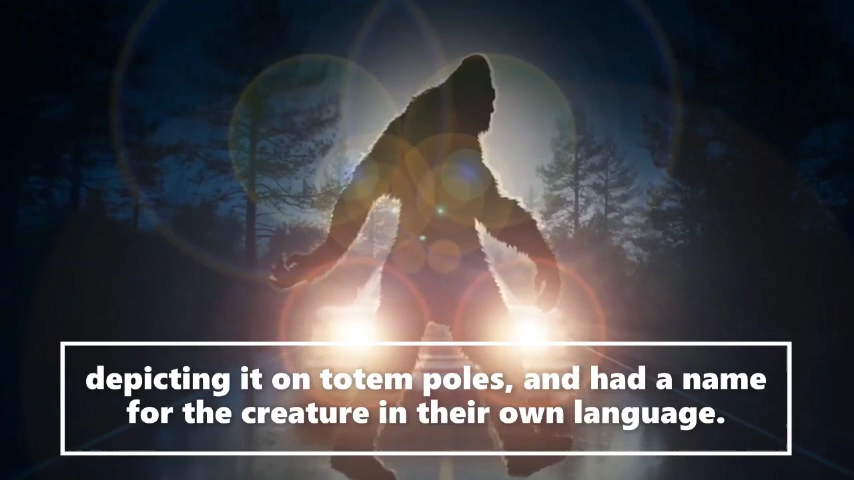 depicting it on totem poles, and had a name
for the creature in their own language.